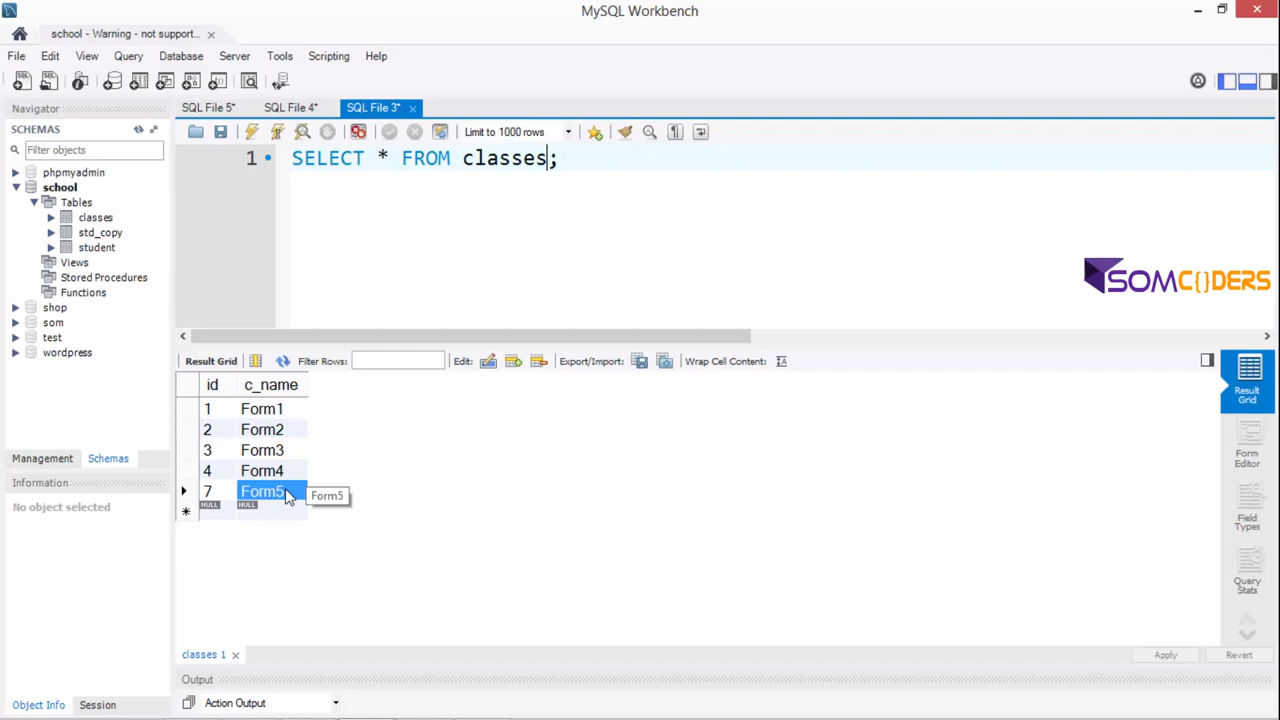 MySQL Workbench
school - Warning - not support...
File Edit View Query Database Server Tools Scripting Help
Navigator
SCHEMAS
Filter objects
phpmyadmin
school
Tables
classes
std_copy
student
Views
Stored Procedures
Functions
shop
som
test
wordpress
Management Schemas
Information
No object selected
Object Info Session
SQL File 5* SQL File 4* SQL File 3*
Limit to 1000 rows
1 SELECT * FROM classes;
SOMC{}DERS
Result Grid Filter Rows: Edit: Export/Import: Wrap Cell Content:
id c_name
1 Form1
2 Form2
3 Form3
4 Form4
7 Form5
Form5
NULL NULL
Result
Grid
Form
Editor
Field
Types
Query
Stats
classes 1
Apply Revert
Output
Action Output